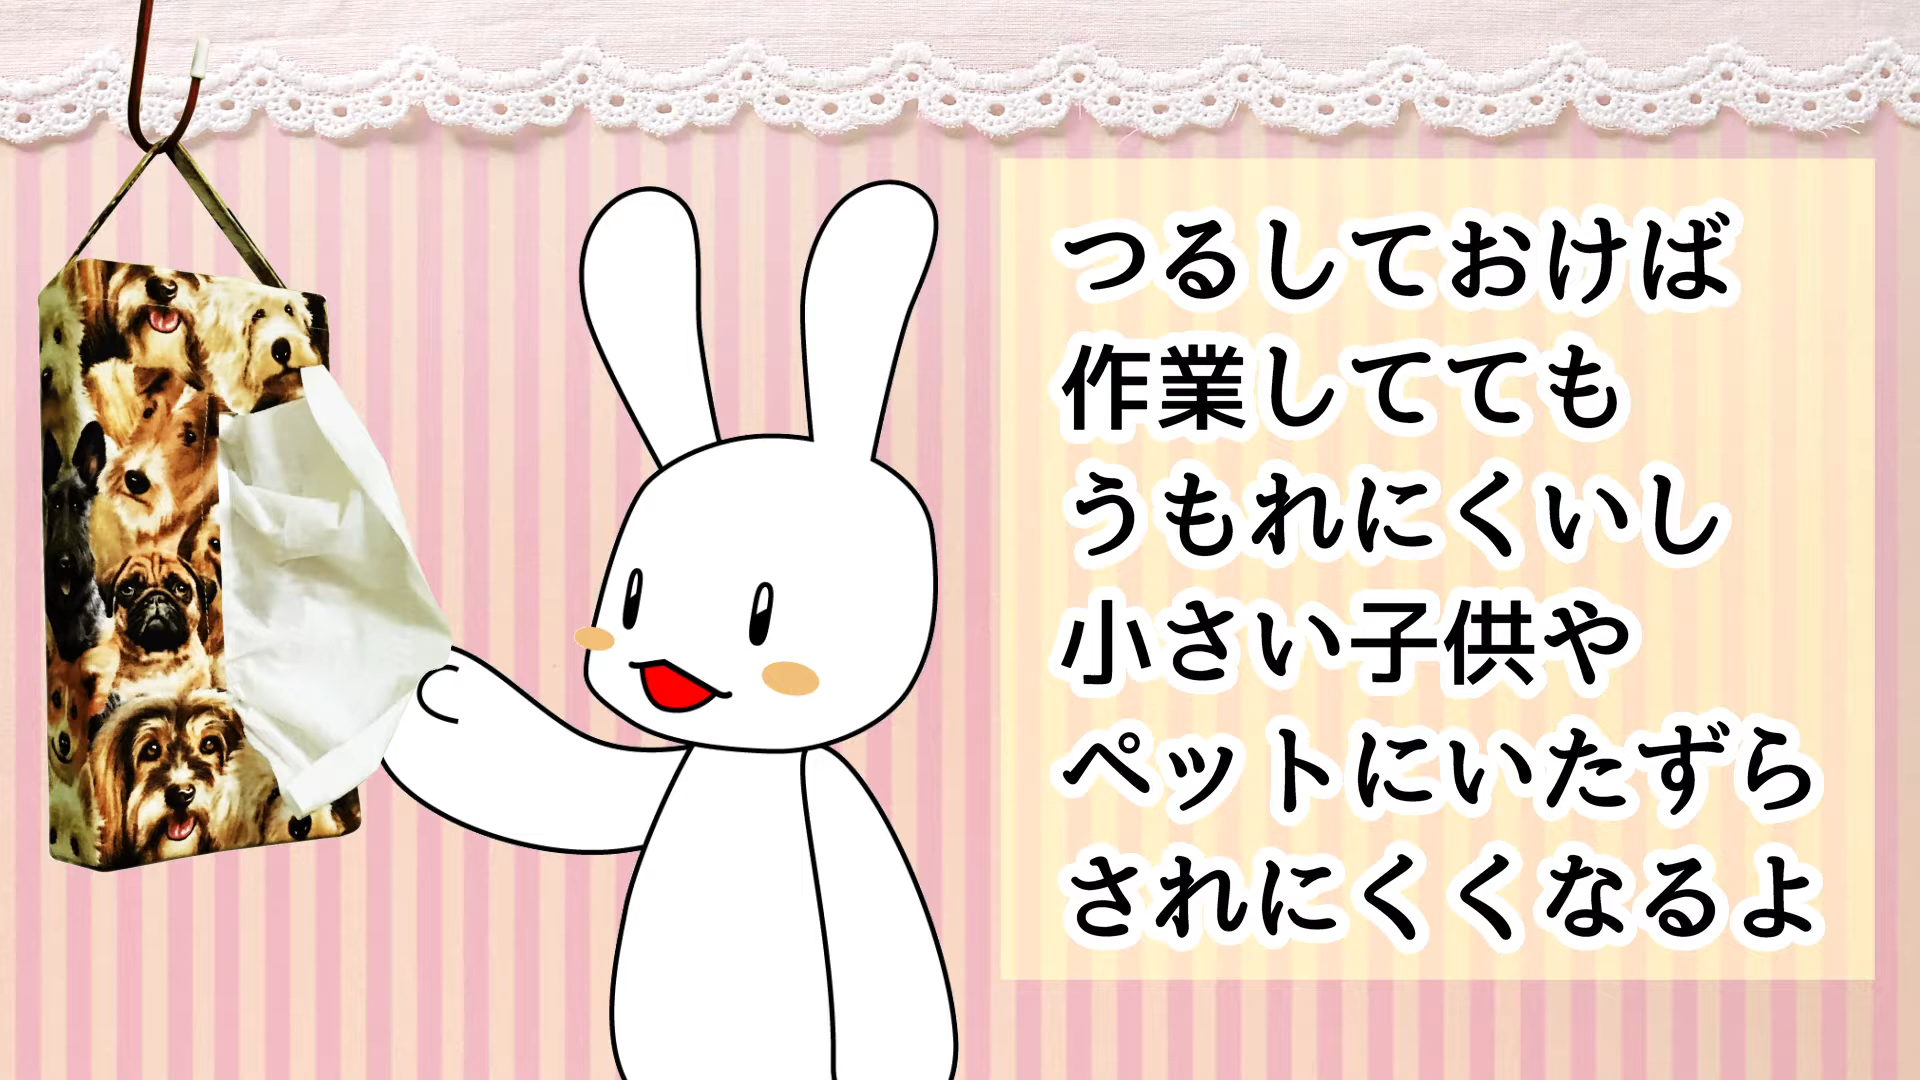 つるしておけば
作業してても
うもれにくいし
小さい子供や
ペットにいたずら
されにくくなるよ